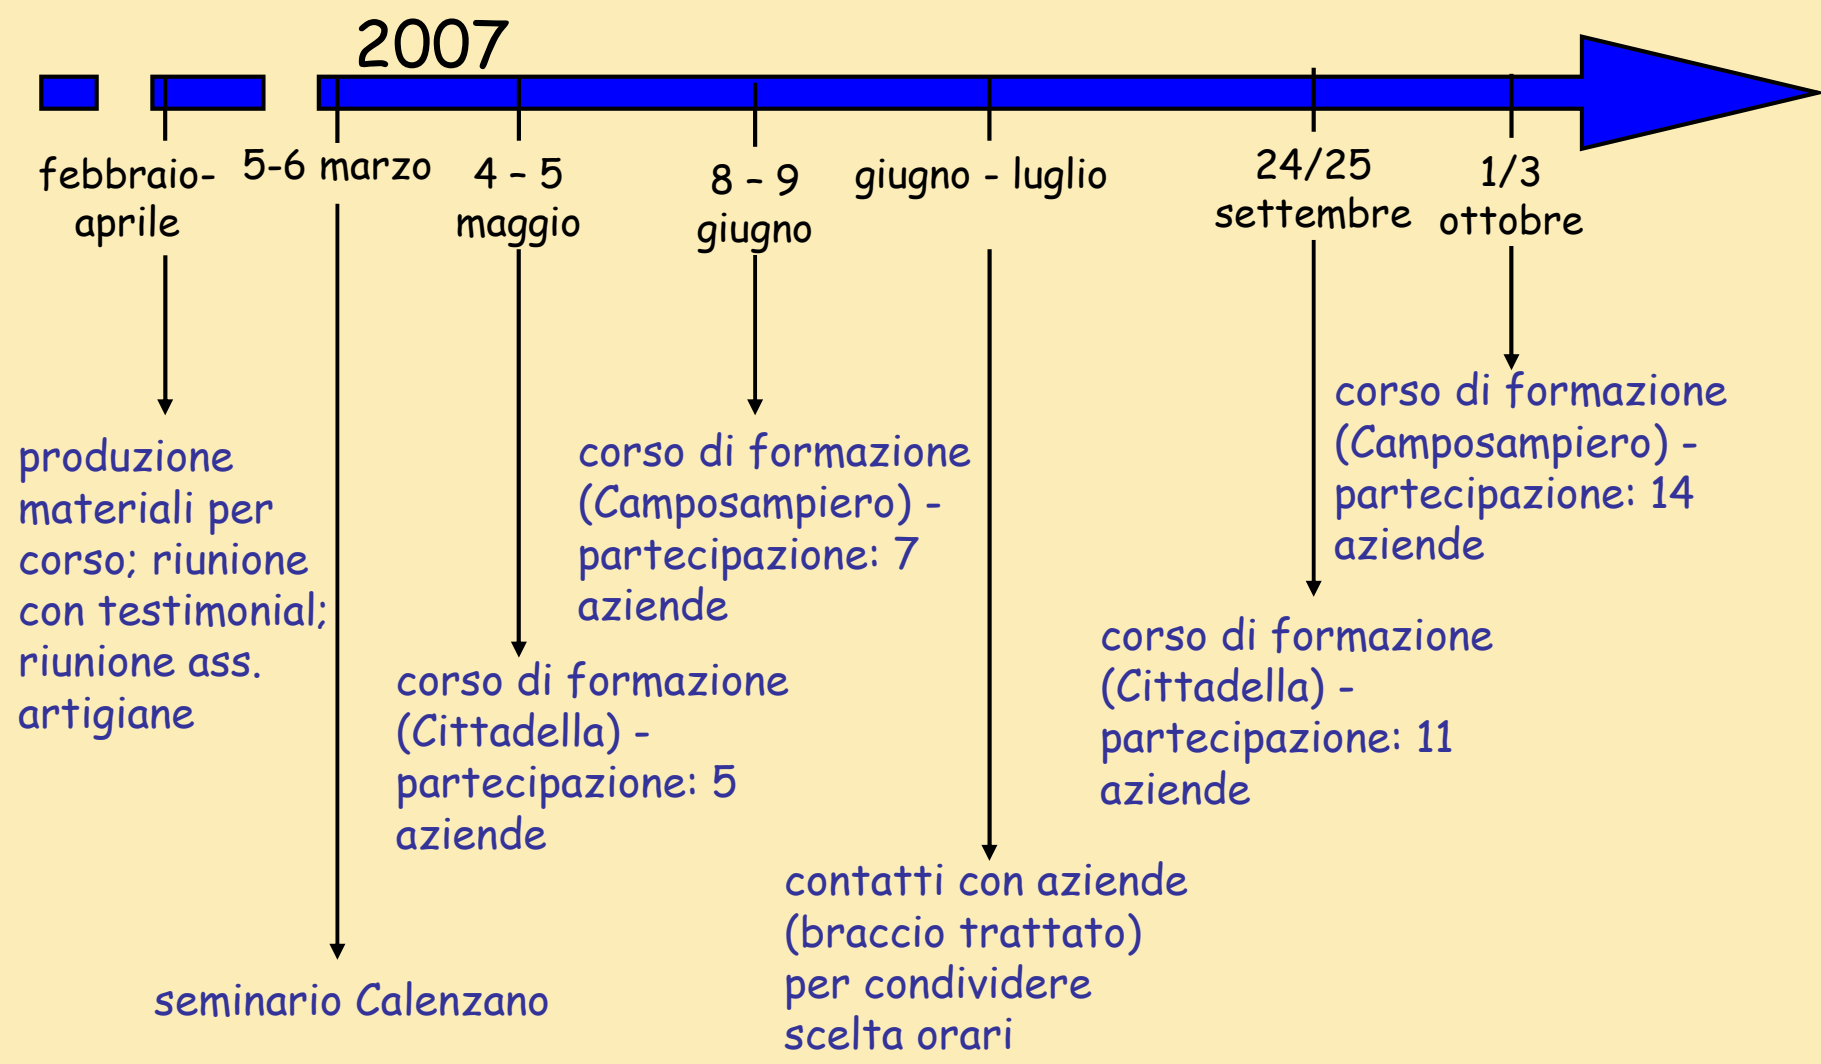 2007
febbraio-
aprile
5-6 marzo
4 – 5
maggio
8 – 9
giugno
giugno - luglio
24/25
settembre
1/3
ottobre
produzione
materiali per
corso; riunione
con testimonial;
riunione ass.
artigiane
seminario Calenzano
corso di formazione
(Cittadella) -
partecipazione: 5
aziende
corso di formazione
(Camposampiero) -
partecipazione: 7
aziende
contatti con aziende
(braccio trattato)
per condividere
scelta orari
corso di formazione
(Cittadella) -
partecipazione: 11
aziende
corso di formazione
(Camposampiero) -
partecipazione: 14
aziende